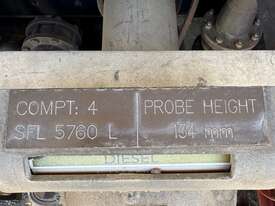 COMPT: 4
PROBE HEIGHT
SFL 5760 L
134 mm
DIESEL